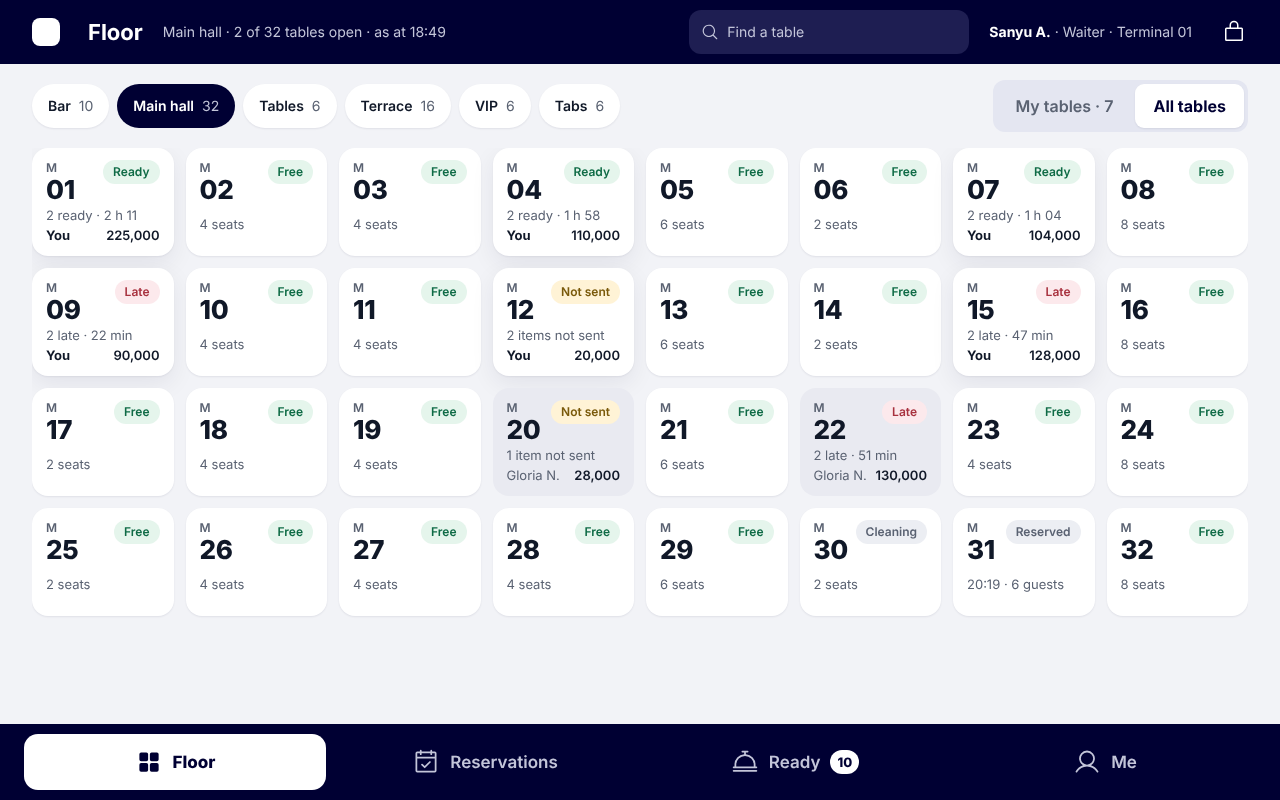 Floor
Main hall · 2 of 32 tables open · as at 18:49
Find a table
Sanyu A. · Waiter · Terminal 01
Bar 10
Main hall 32
Tables 6
Terrace 16
VIP 6
Tabs 6
My tables · 7
All tables
M
01
Ready
2 ready · 2 h 11
You 225,000
M
02
Free
4 seats
M
03
Free
4 seats
M
04
Ready
2 ready · 1 h 58
You 110,000
M
05
Free
6 seats
M
06
Free
2 seats
M
07
Ready
2 ready · 1 h 04
You 104,000
M
08
Free
8 seats
M
09
Late
2 late · 22 min
You 90,000
M
10
Free
4 seats
M
11
Free
4 seats
M
12
Not sent
2 items not sent
You 20,000
M
13
Free
6 seats
M
14
Free
2 seats
M
15
Late
2 late · 47 min
You 128,000
M
16
Free
8 seats
M
17
Free
2 seats
M
18
Free
4 seats
M
19
Free
4 seats
M
20
Not sent
1 item not sent
Gloria N. 28,000
M
21
Free
6 seats
M
22
Late
2 late · 51 min
Gloria N. 130,000
M
23
Free
4 seats
M
24
Free
8 seats
M
25
Free
2 seats
M
26
Free
4 seats
M
27
Free
4 seats
M
28
Free
4 seats
M
29
Free
6 seats
M
30
Cleaning
2 seats
M
31
Reserved
20:19 · 6 guests
M
32
Free
8 seats
Floor
Reservations
Ready 10
Me